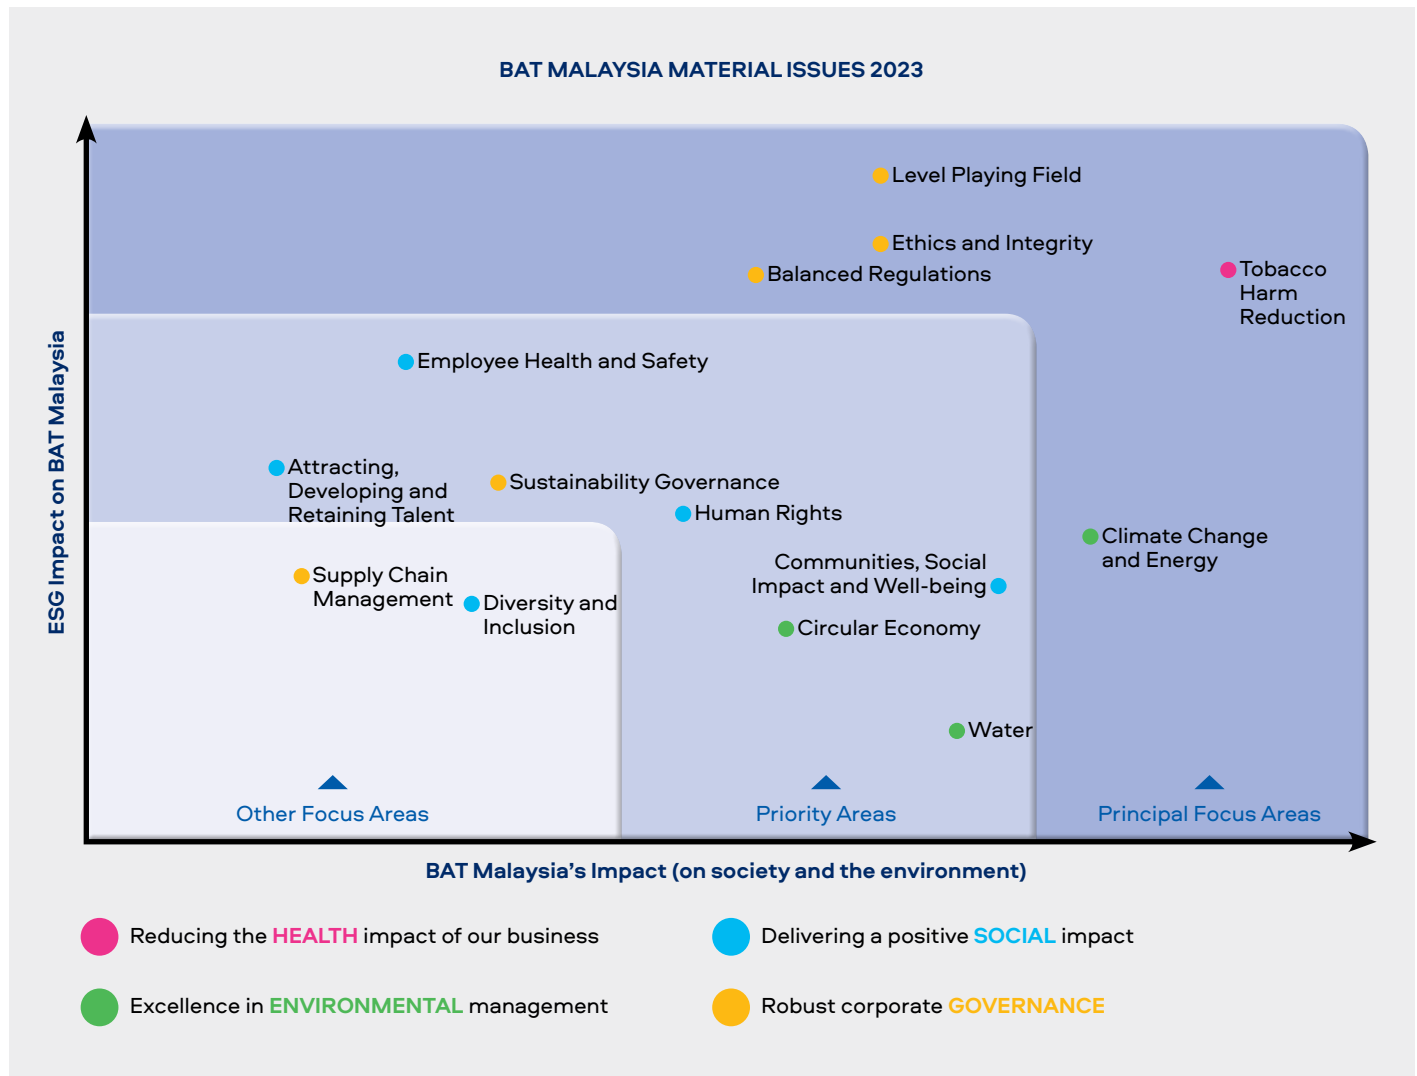 BAT MALAYSIA MATERIAL ISSUES 2023
ESG Impact on BAT Malaysia
Level Playing Field
Ethics and Integrity
Balanced Regulations
Tobacco
Harm
Reduction
Employee Health and Safety
Attracting,
Developing and
Retaining Talent
Sustainability Governance
Human Rights
Climate Change
and Energy
Communities, Social
Impact and Well-being
Supply Chain
Management
Diversity and
Inclusion
Circular Economy
Water
Other Focus Areas
Priority Areas
Principal Focus Areas
BAT Malaysia’s Impact (on society and the environment)
Reducing the HEALTH impact of our business
Delivering a positive SOCIAL impact
Excellence in ENVIRONMENTAL management
Robust corporate GOVERNANCE